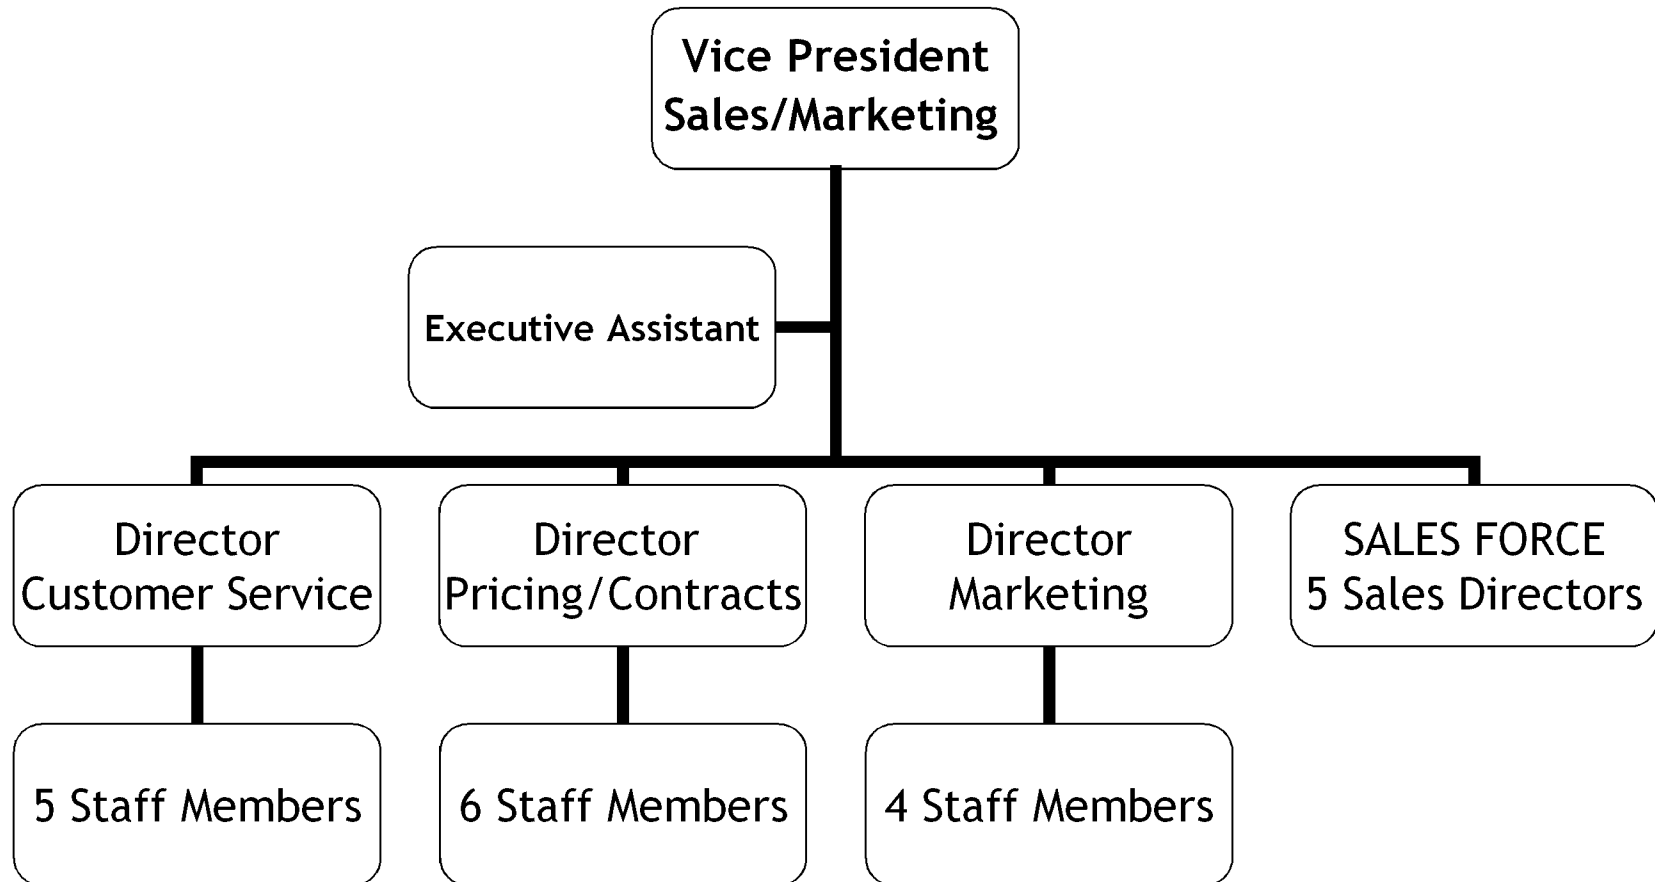 Vice President
Sales/Marketing
Executive Assistant
Director
Customer Service
Director
Pricing/Contracts
Director
Marketing
SALES FORCE
5 Sales Directors
5 Staff Members
6 Staff Members
4 Staff Members